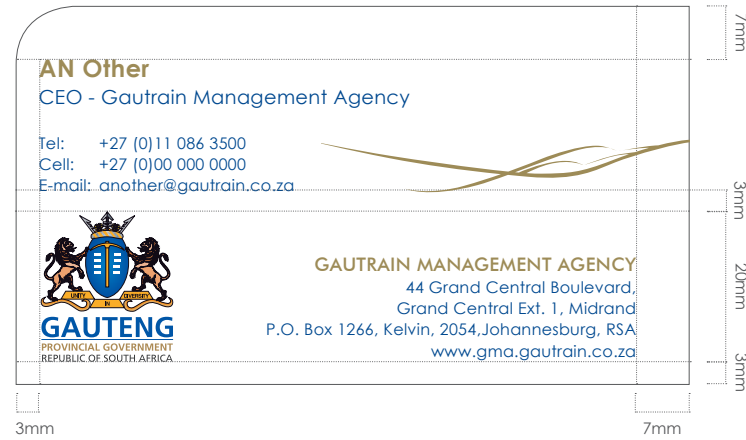 7mm
AN Other
CEO - Gautrain Management Agency
Tel: +27 (0)11 086 3500
Cell: +27 (0)00 000 0000
E-mail: another@gautrain.co.za
3mm
UNITY IN DIVERSITY
GAUTENG
PROVINCIAL GOVERNMENT
REPUBLIC OF SOUTH AFRICA
GAUTRAIN MANAGEMENT AGENCY
44 Grand Central Boulevard,
Grand Central Ext. 1, Midrand
P.O. Box 1266, Kelvin, 2054,Johannesburg, RSA
www.gma.gautrain.co.za
20mm
3mm
3mm
7mm